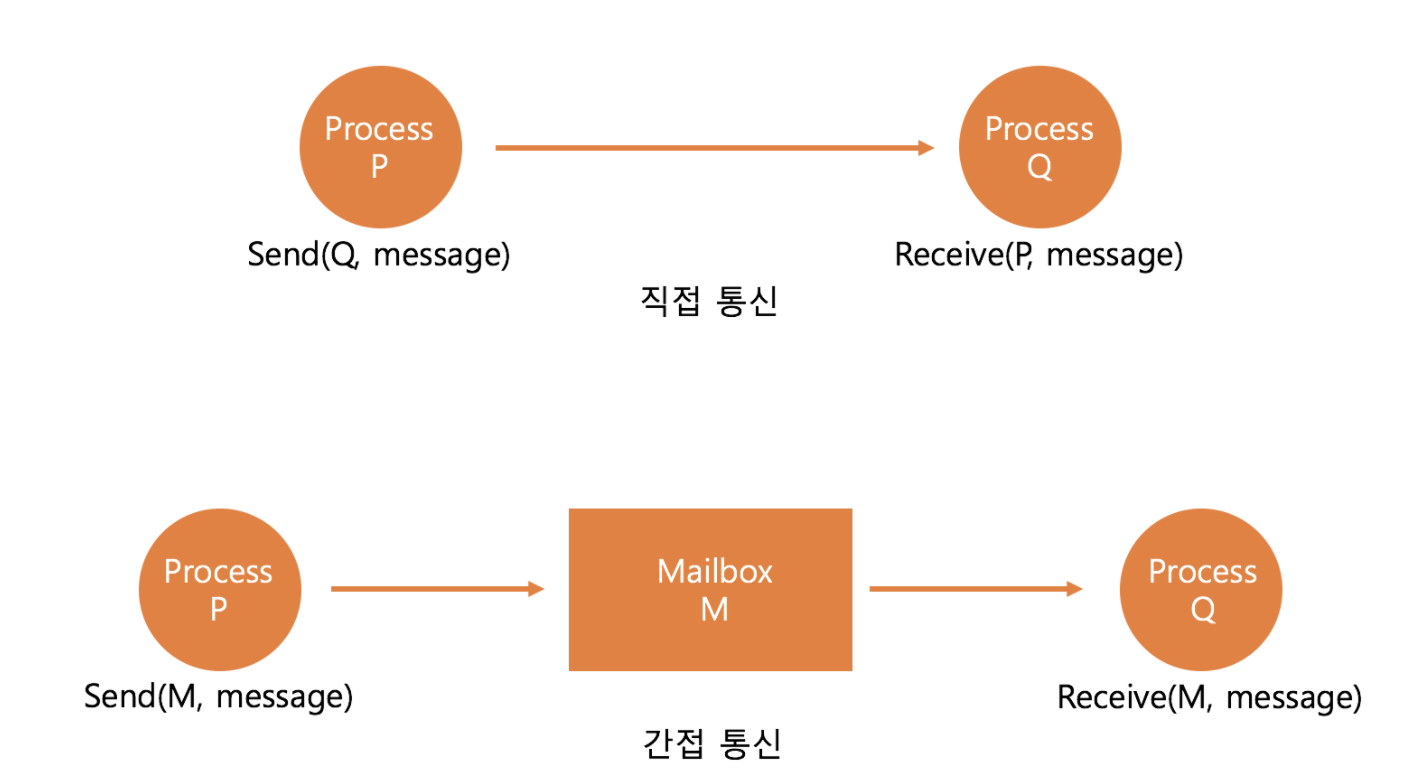 Process
P
Process
Q
Send(Q, message)
Receive(P, message)
직접 통신
Process
P
Mailbox
M
Process
Q
Send(M, message)
Receive(M, message)
간접 통신